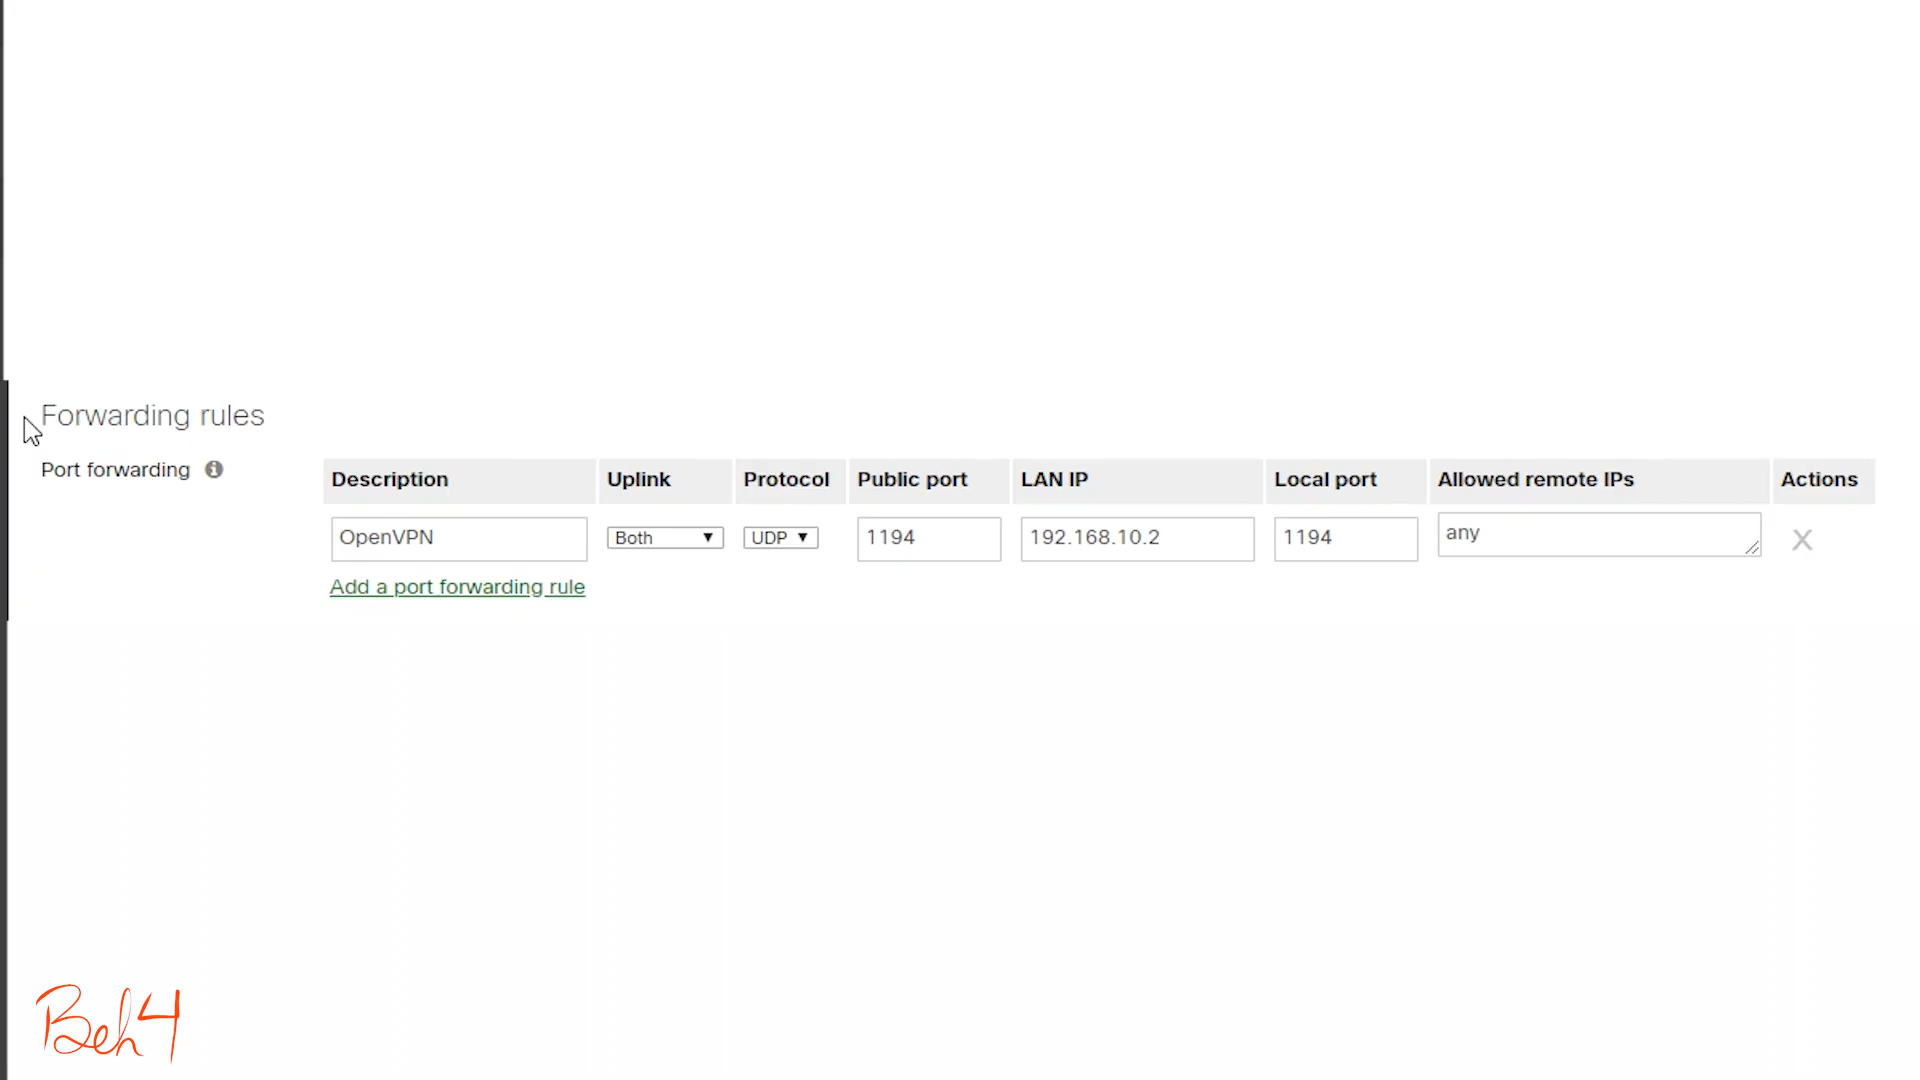 Forwarding rules
Port forwarding
Description Uplink Protocol Public port LAN IP Local port Allowed remote IPs Actions
OpenVPN Both UDP 1194 192.168.10.2 1194 any X
Add a port forwarding rule
Beh4